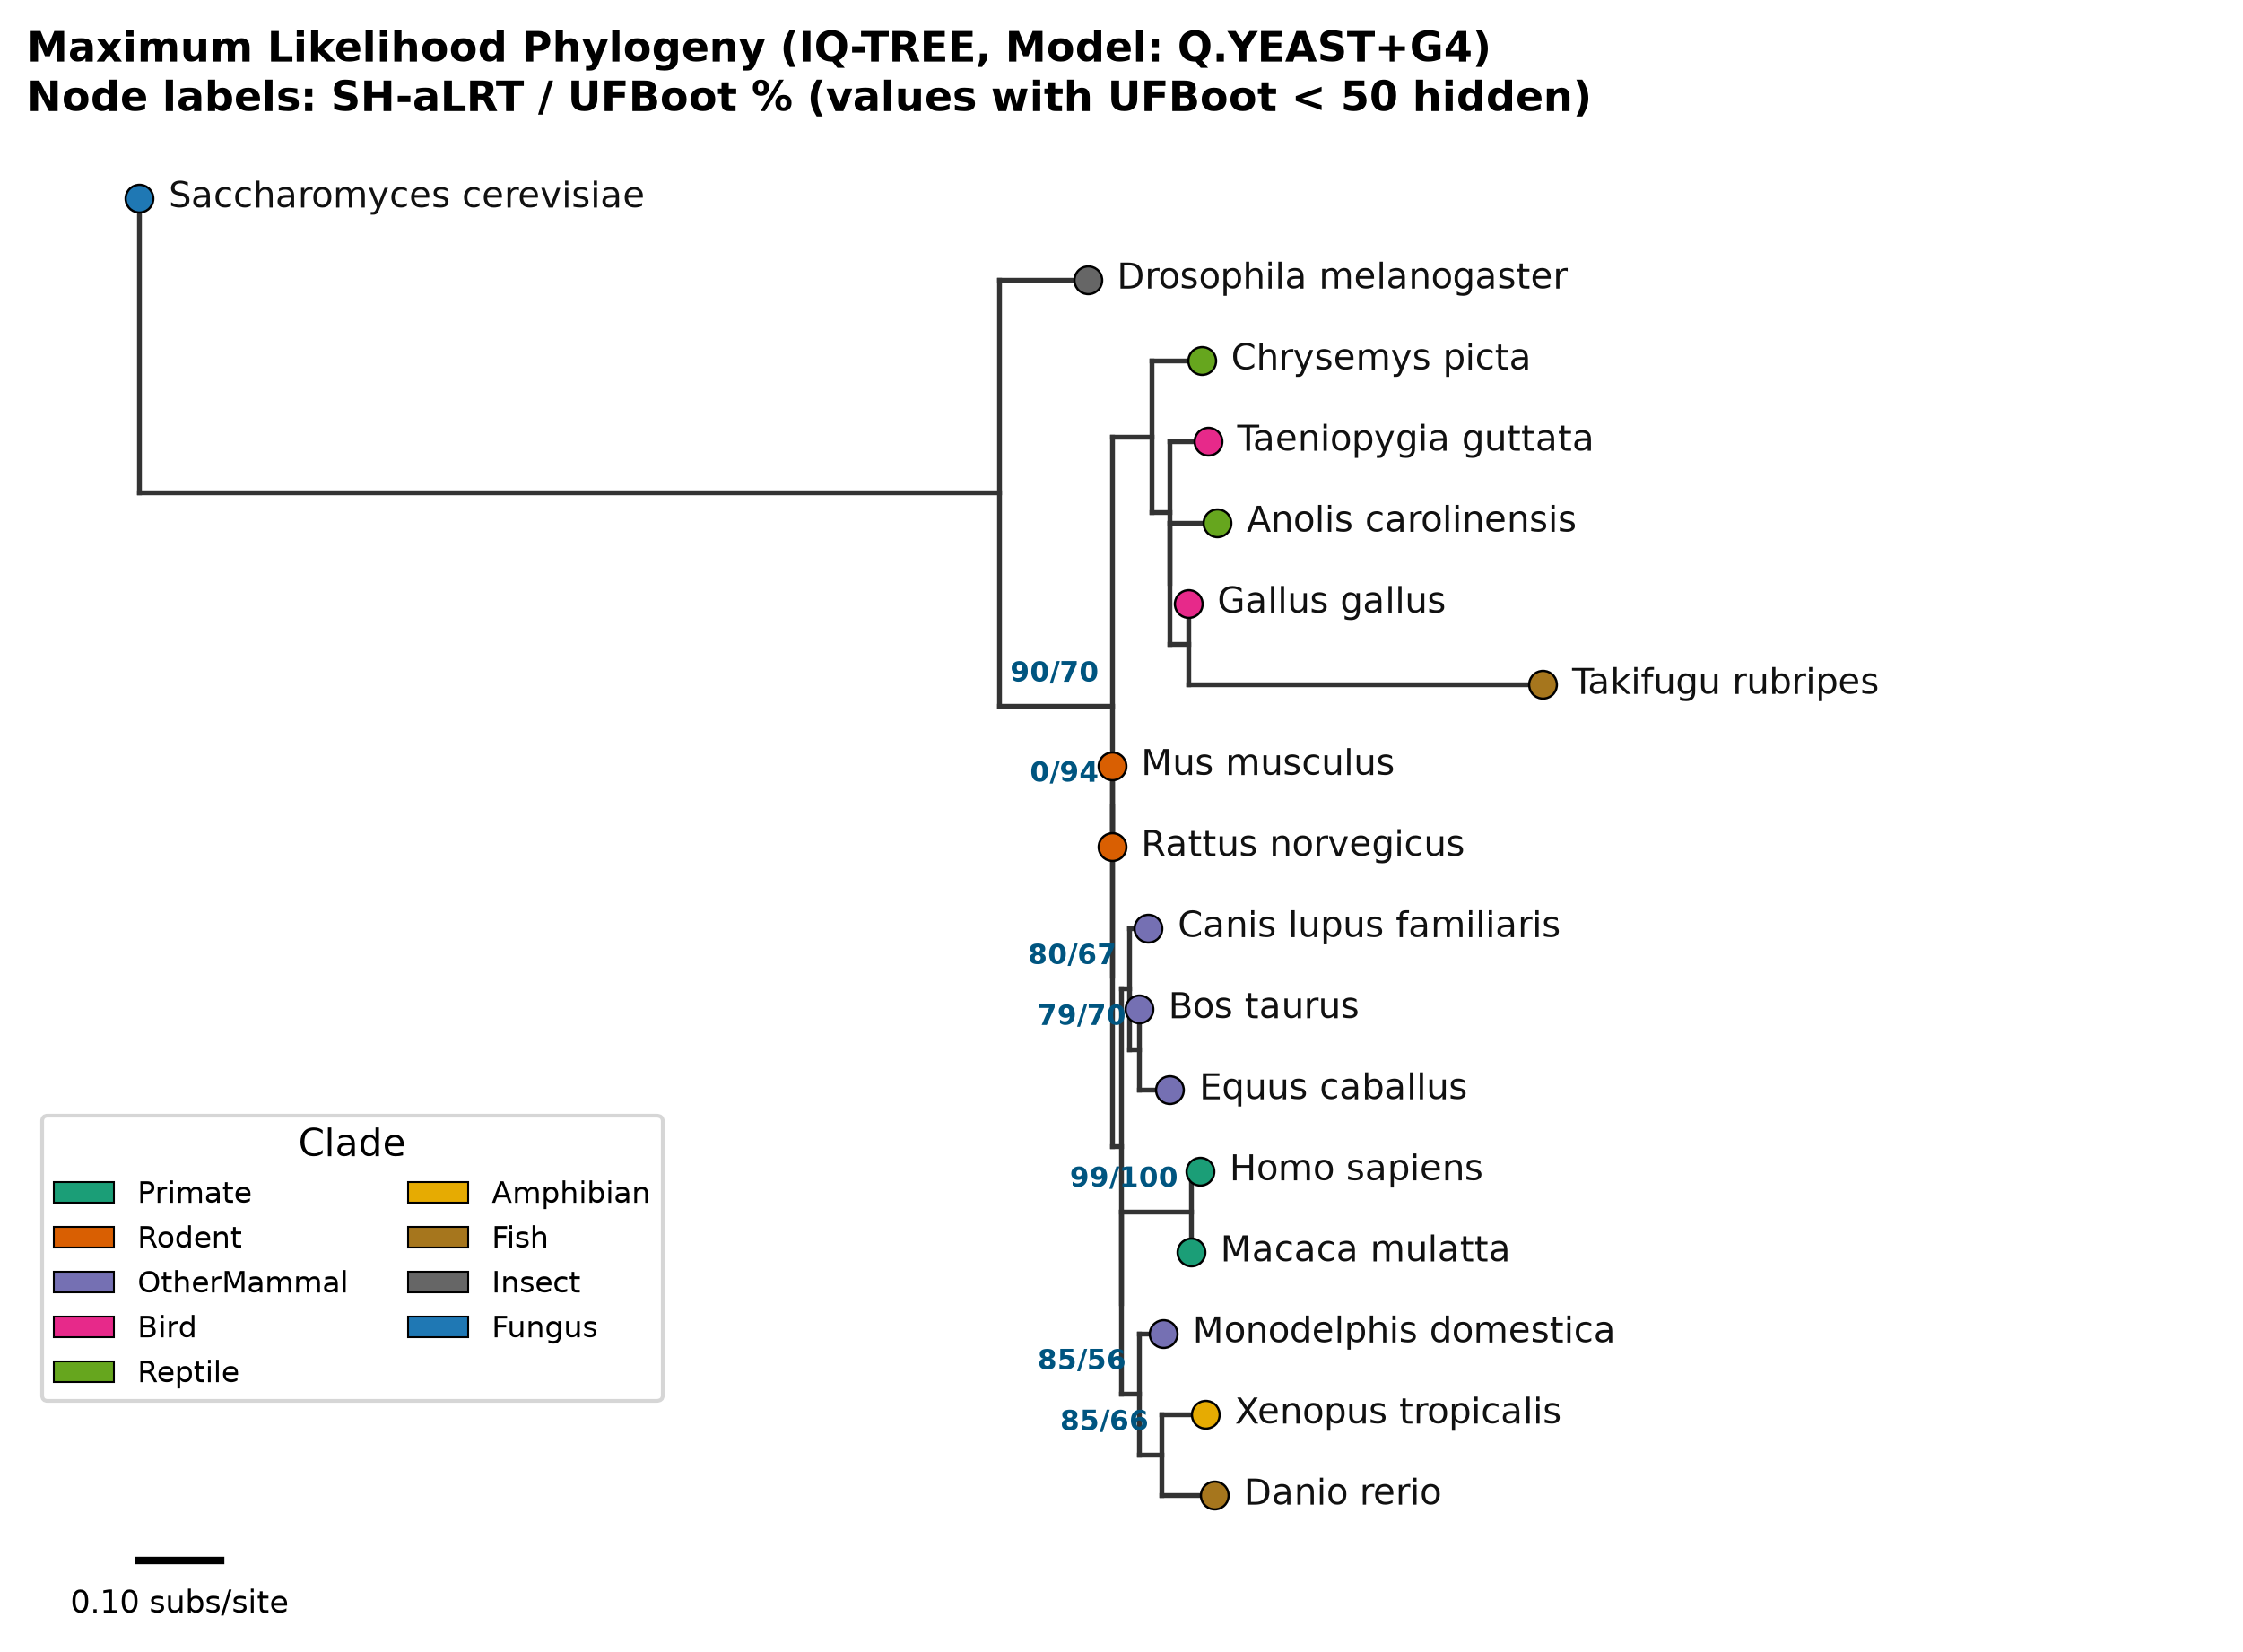 Maximum Likelihood Phylogeny (IQ-TREE, Model: Q.YEAST+G4)
Node labels: SH-aLRT / UFBoot % (values with UFBoot < 50 hidden)
Saccharomyces cerevisiae
Drosophila melanogaster
Chrysemys picta
Taeniopygia guttata
Anolis carolinensis
Gallus gallus
90/70
Takifugu rubripes
0/94
Mus musculus
Rattus norvegicus
Canis lupus familiaris
80/67
79/70
Bos taurus
Equus caballus
99/100
Homo sapiens
Macaca mulatta
Monodelphis domestica
85/56
85/66
Xenopus tropicalis
Danio rerio
Clade
Primate
Rodent
OtherMammal
Bird
Reptile
Amphibian
Fish
Insect
Fungus
0.10 subs/site